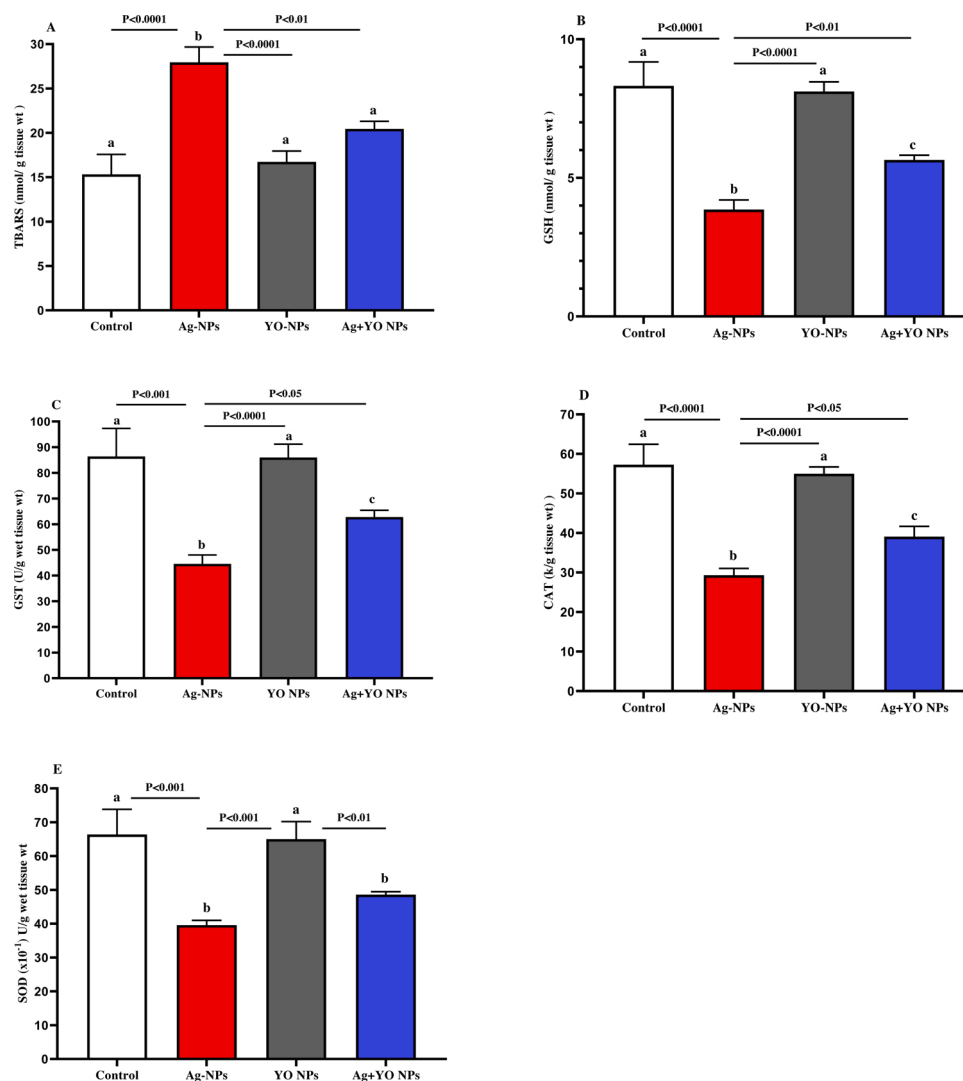 A
P<0.0001
P<0.01
P<0.0001
b
a
a
a
30
25
20
15
10
5
0
TBARS (nmol/ g tissue wt )
Control
Ag-NPs
YO-NPs
Ag+YO NPs
B
P<0.0001
P<0.01
P<0.0001
a
b
a
c
10
5
0
GSH (nmol/ g tissue wt )
Control
Ag-NPs
YO-NPs
Ag+YO NPs
C
P<0.001
P<0.05
P<0.0001
a
b
a
c
100
90
80
70
60
50
40
30
20
10
0
GST (U/g wet tissue wt)
Control
Ag-NPs
YO NPs
Ag+YO NPs
D
P<0.0001
P<0.05
P<0.0001
a
b
a
c
70
60
50
40
30
20
10
0
CAT (k/g tissue wt) )
Control
Ag-NPs
YO-NPs
Ag+YO NPs
E
P<0.001
P<0.001
P<0.01
a
b
a
b
80
70
60
50
40
30
20
10
0
SOD (x10⁻¹) U/g wet tissue wt
Control
Ag-NPs
YO NPs
Ag+YO NPs